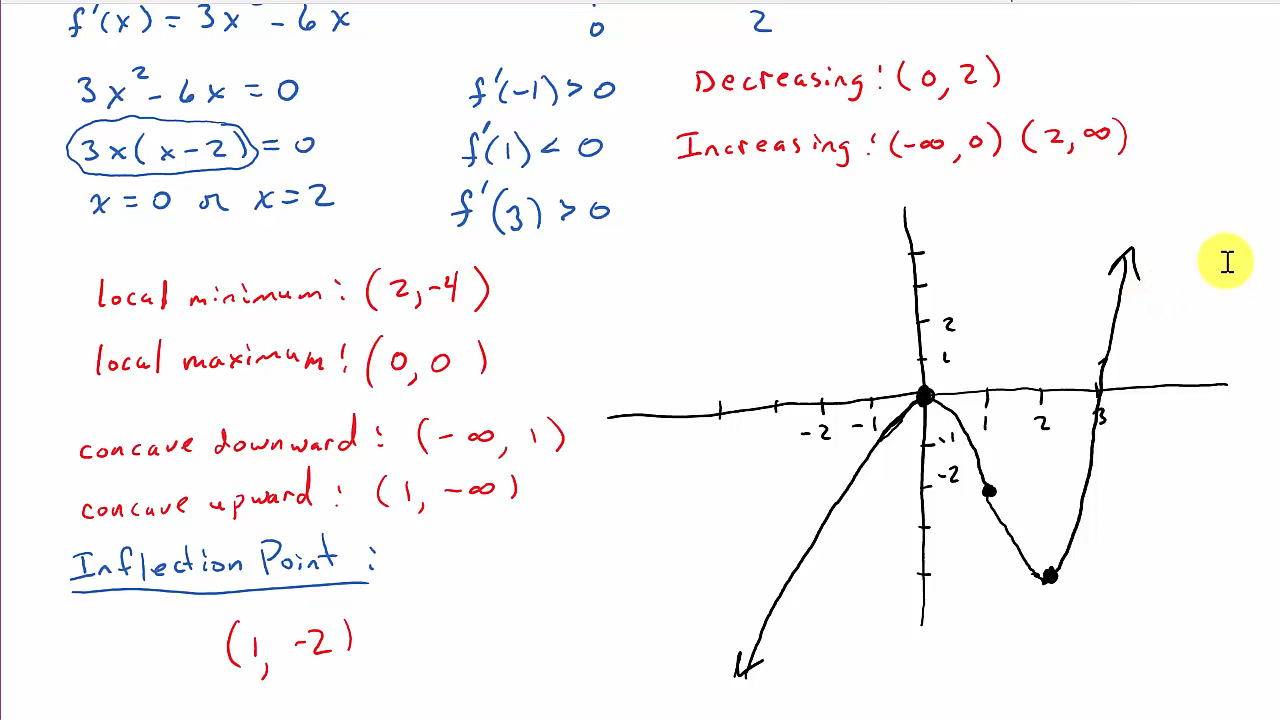 f'(x) = 3x² - 6x
0 2
3x² - 6x = 0
3x(x-2) = 0
x = 0 or x = 2
f'(-1) > 0
f'(1) < 0
f'(3) > 0
Decreasing: (0, 2)
Increasing: (-∞, 0) (2, ∞)
local minimum: (2, -4)
local maximum: (0, 0)
concave downward: (-∞, 1)
concave upward: (1, -∞)
Inflection Point:
(1, -2)
2
1
-2 -1 1 2 3
-1
-2